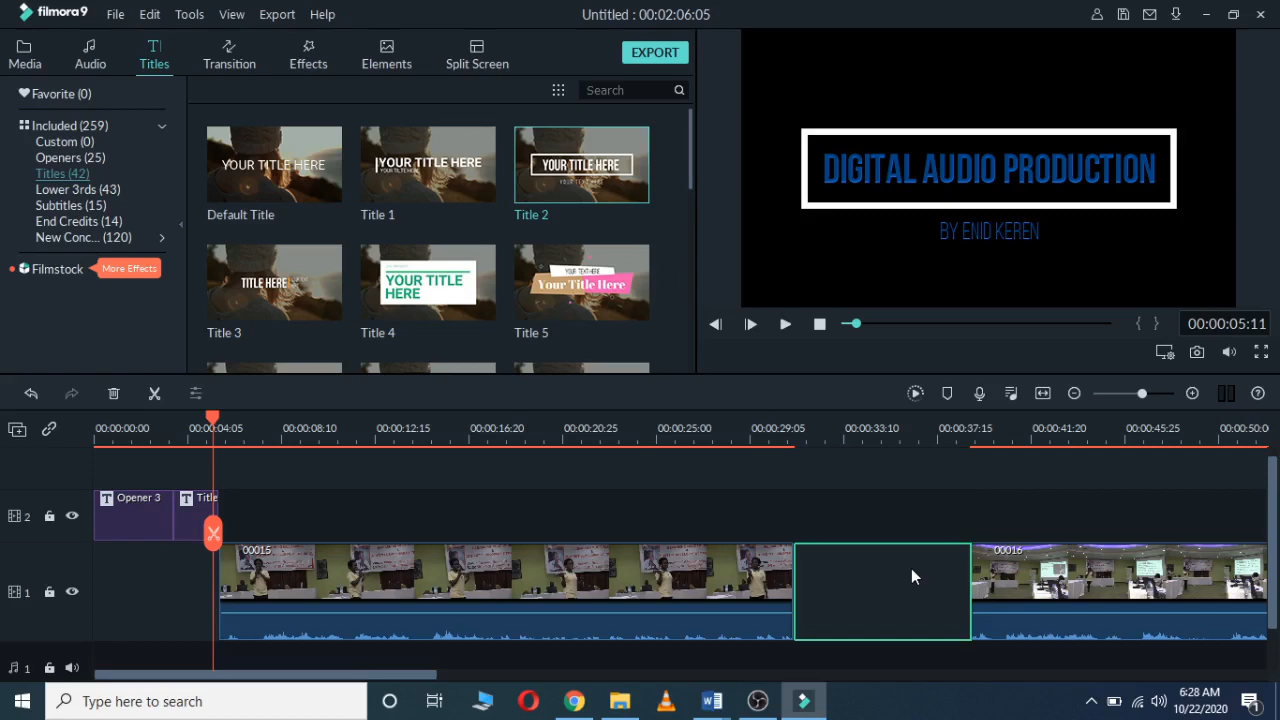 filmora9 File Edit Tools View Export Help Untitled : 00:02:06:05
Media Audio Titles Transition Effects Elements Split Screen EXPORT
Favorite (0)
Included (259)
Custom (0)
Openers (25)
Titles (42)
Lower 3rds (43)
Subtitles (15)
End Credits (14)
New Conc... (120)
Filmstock More Effects
Search
YOUR TITLE HERE
Default Title
YOUR TITLE HERE
Title 1
YOUR TITLE HERE
Title 2
TITLE HERE
Title 3
YOUR TITLE
HERE
Title 4
YOUR TEXT HERE
Your Title Here
Title 5
DIGITAL AUDIO PRODUCTION
BY ENID KEREN
{ } 00:00:05:11
00:00:00:00 00:00:04:05 00:00:08:10 00:00:12:15 00:00:16:20 00:00:20:25 00:00:25:00 00:00:29:05 00:00:33:10 00:00:37:15 00:00:41:20 00:00:45:25 00:00:50:0
2 T Opener 3 T Title
1 00015 00016
1
Type here to search
6:28 AM
10/22/2020
1